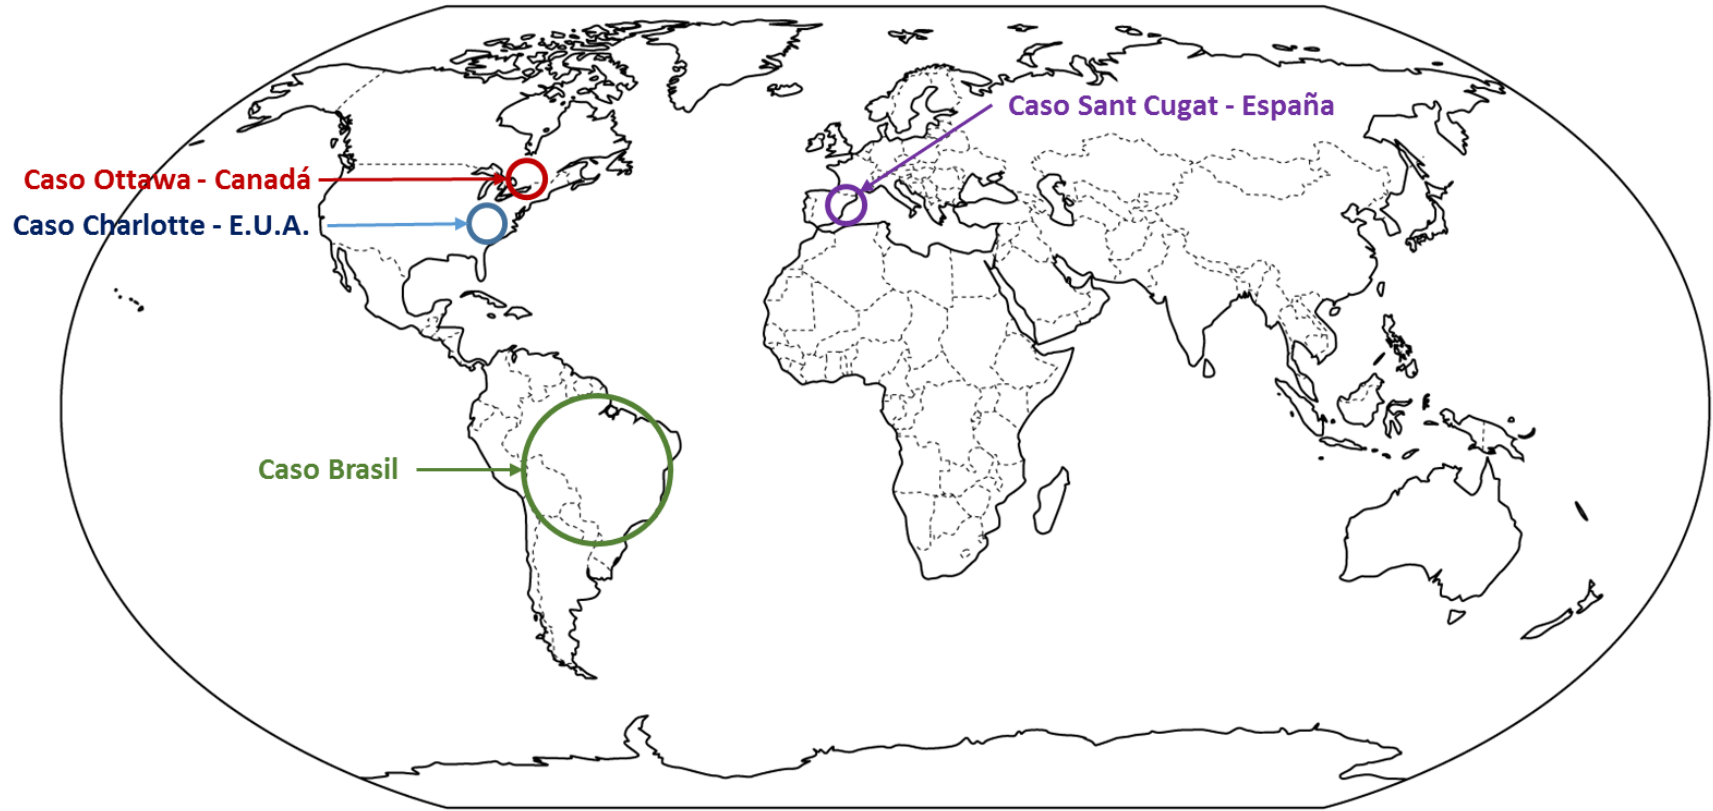 Caso Sant Cugat - España
Caso Ottawa - Canadá
Caso Charlotte - E.U.A.
Caso Brasil